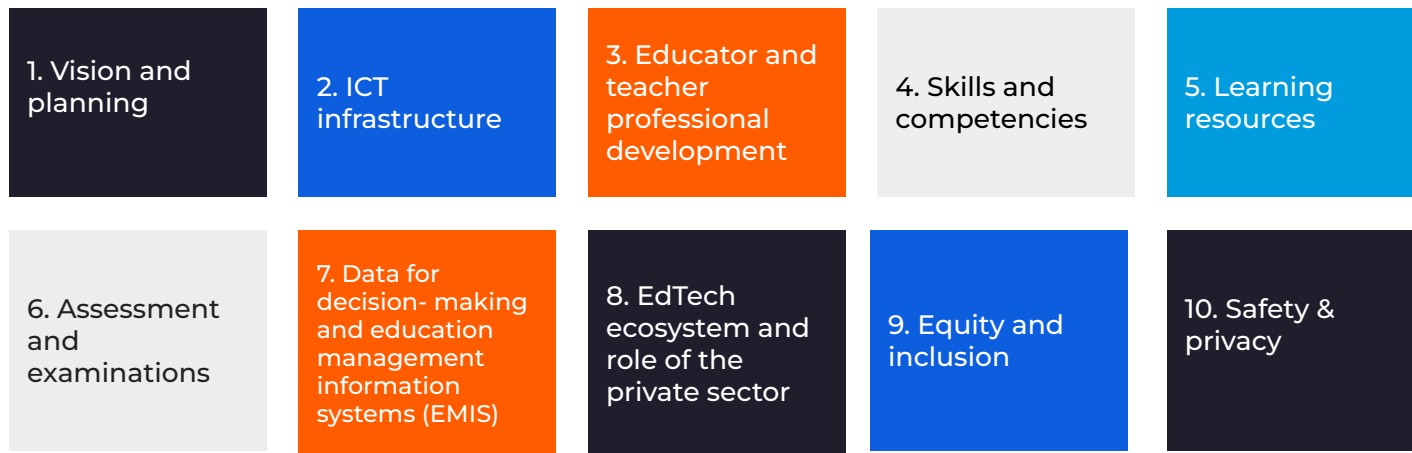 1. Vision and
planning
2. ICT
infrastructure
3. Educator and
teacher
professional
development
4. Skills and
competencies
5. Learning
resources
6. Assessment
and
examinations
7. Data for
decision- making
and education
management
information
systems (EMIS)
8. EdTech
ecosystem and
role of the
private sector
9. Equity and
inclusion
10. Safety &
privacy